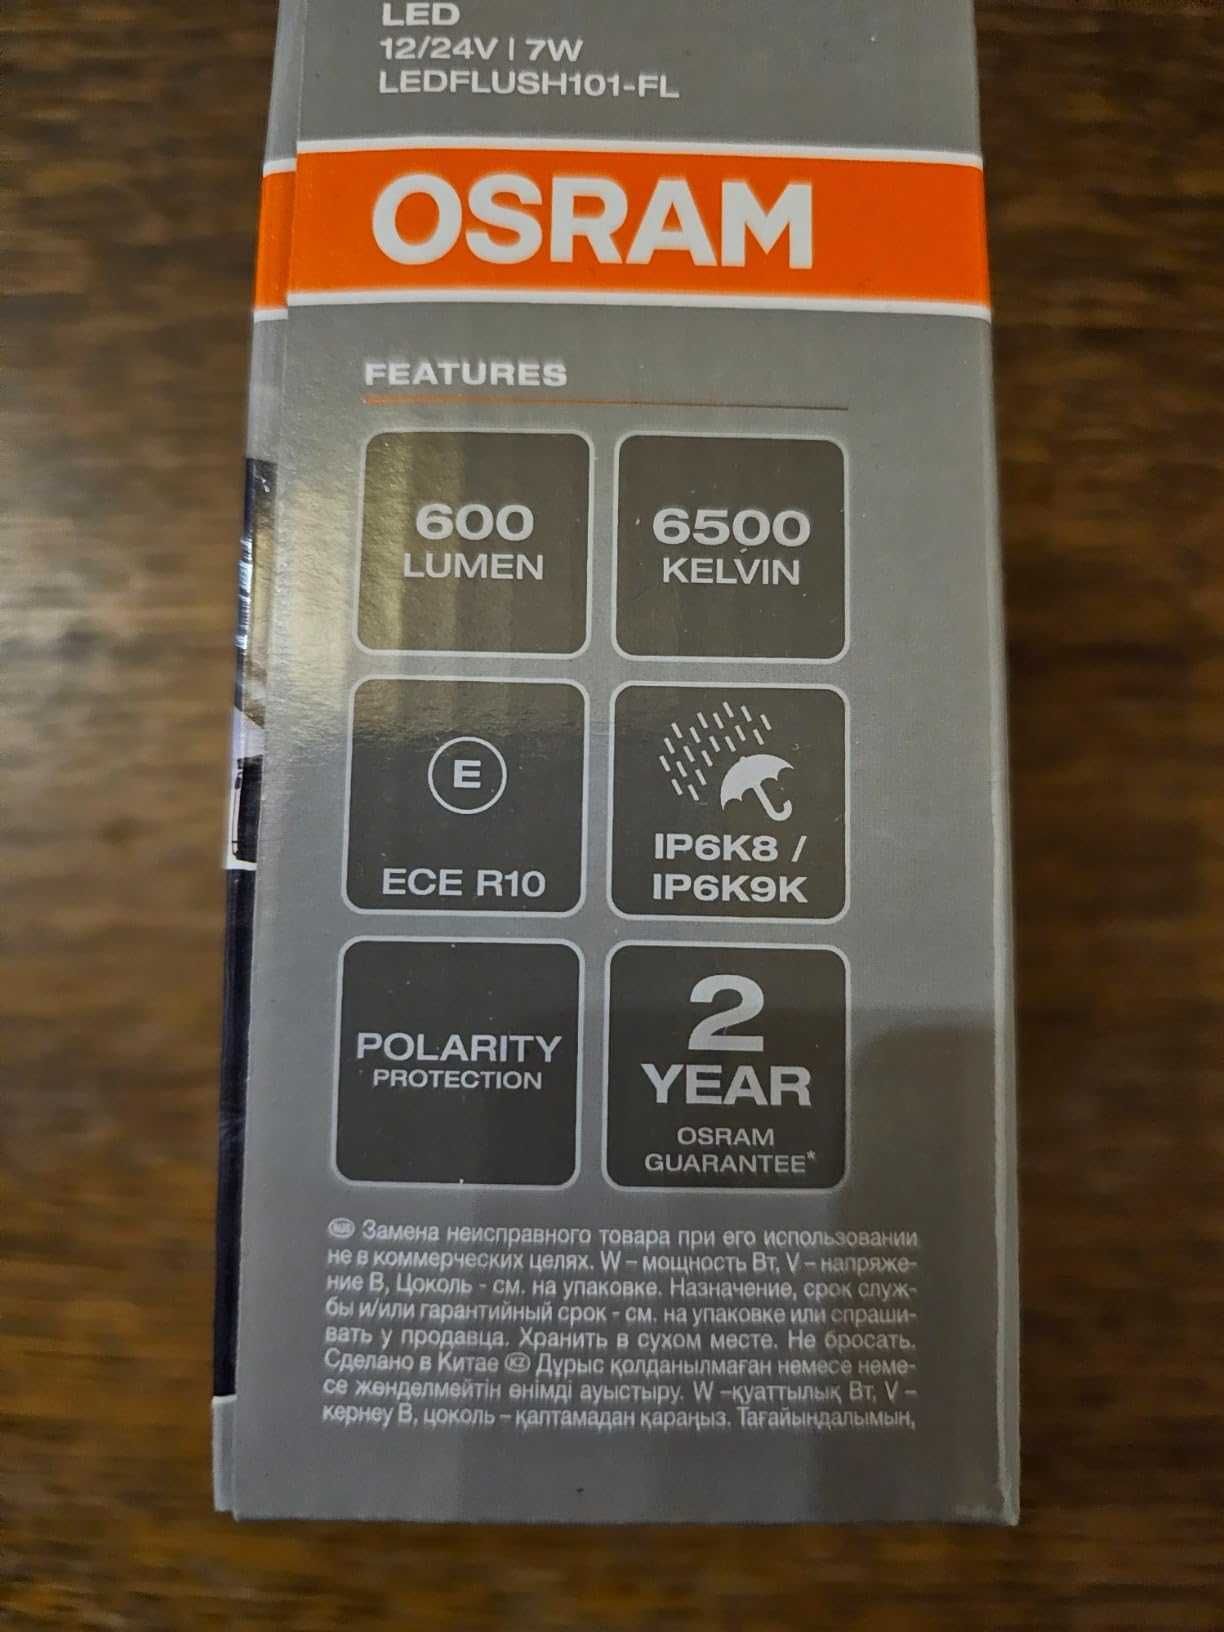 LED
12/24V | 7W
LEDFLUSH101-FL
OSRAM
FEATURES
600
LUMEN
6500
KELVIN
E
ECE R10
IP6K8 /
IP6K9K
POLARITY
PROTECTION
2
YEAR
OSRAM
GUARANTEE*
RUS Замена неисправного товара при его использовании
не в коммерческих целях. W – мощность Вт, V – напряже-
ние В, Цоколь - см. на упаковке. Назначение, срок служ-
бы и/или гарантийный срок - см. на упаковке или спраши-
вать у продавца. Хранить в сухом месте. Не бросать.
Сделано в Китае KZ Дұрыс қолданылмаған немесе неме-
се жөнделмейтін өнімді ауыстыру. W –қуаттылық Вт, V –
кернеу В, цоколь – қаптамадан қараңыз. Тағайындалымын,